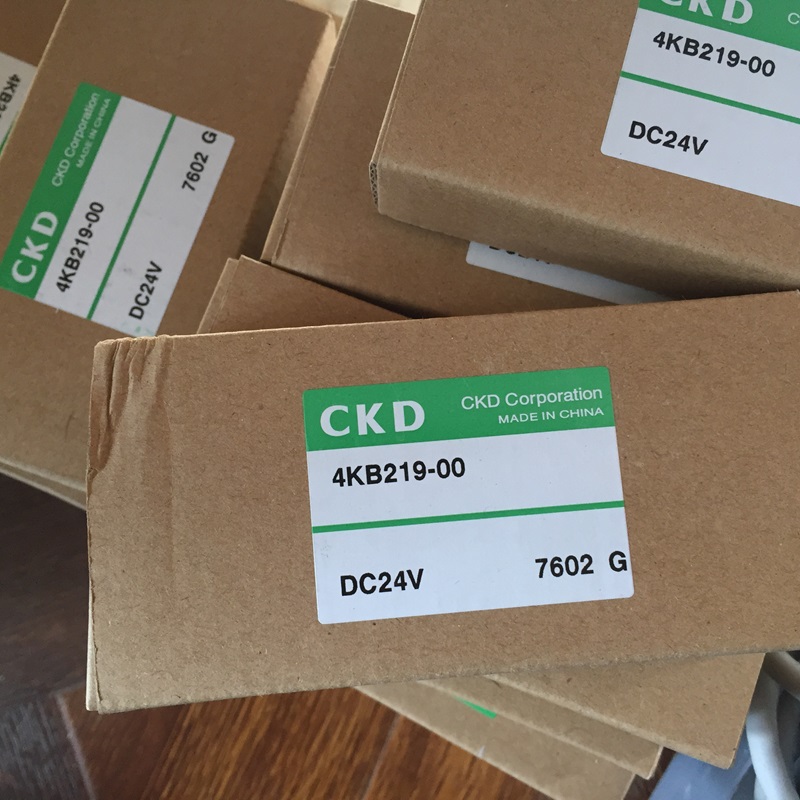 CKD
4KB219-00
DC24V
CKD CKD Corporation
MADE IN CHINA
4KB219-00
DC24V 7602 G
CKD CKD Corporation
MADE IN CHINA
4KB219-00
DC24V 7602 G